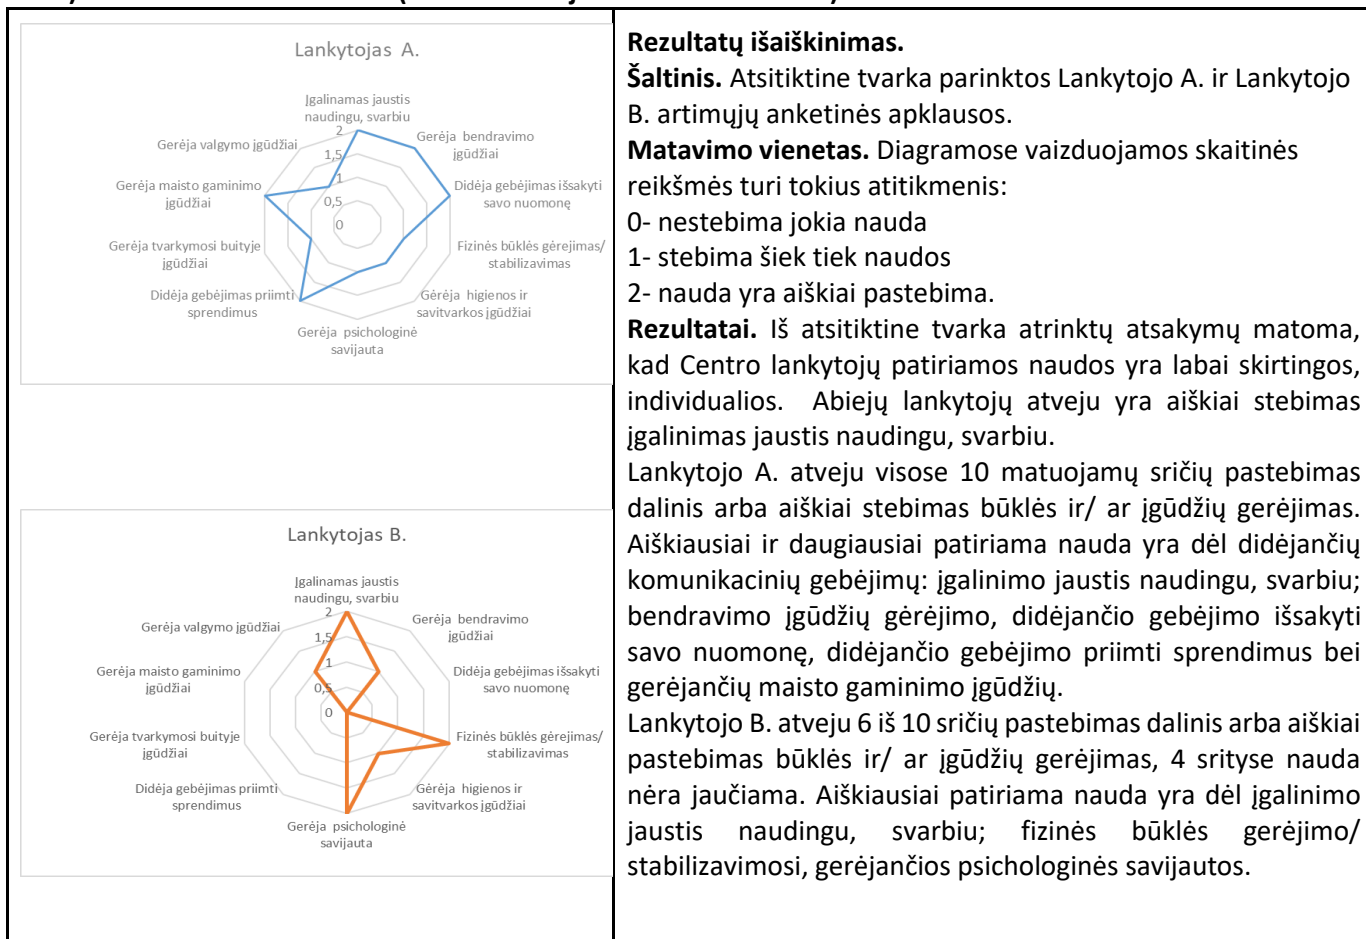 Lankytojas A.
Įgalinamas jaustis
naudingu, svarbiu
Gerėja bendravimo
įgūdžiai
Didėja gebėjimas išsakyti
savo nuomonę
Fizinės būklės gėrejimas/
stabilizavimas
Gėrėja higienos ir
savitvarkos įgūdžiai
Gerėja psichologinė
savijauta
Didėja gebėjimas priimti
sprendimus
Gerėja tvarkymosi buityje
įgūdžiai
Gerėja maisto gaminimo
įgūdžiai
Gerėja valgymo įgūdžiai
2
1,5
1
0,5
0
Lankytojas B.
Įgalinamas jaustis
naudingu, svarbiu
Gerėja bendravimo
įgūdžiai
Didėja gebėjimas išsakyti
savo nuomonę
Fizinės būklės gėrejimas/
stabilizavimas
Gėrėja higienos ir
savitvarkos įgūdžiai
Gerėja psichologinė
savijauta
Didėja gebėjimas priimti
sprendimus
Gerėja tvarkymosi buityje
įgūdžiai
Gerėja maisto gaminimo
įgūdžiai
Gerėja valgymo įgūdžiai
2
1,5
1
0,5
0
Rezultatų išaiškinimas.
Šaltinis. Atsitiktine tvarka parinktos Lankytojo A. ir Lankytojo
B. artimųjų anketinės apklausos.
Matavimo vienetas. Diagramose vaizduojamos skaitinės
reikšmės turi tokius atitikmenis:
0- nestebima jokia nauda
1- stebima šiek tiek naudos
2- nauda yra aiškiai pastebima.
Rezultatai. Iš atsitiktine tvarka atrinktų atsakymų matoma,
kad Centro lankytojų patiriamos naudos yra labai skirtingos,
individualios. Abiejų lankytojų atveju yra aiškiai stebimas
įgalinimas jaustis naudingu, svarbiu.
Lankytojo A. atveju visose 10 matuojamų sričių pastebimas
dalinis arba aiškiai stebimas būklės ir/ ar įgūdžių gerėjimas.
Aiškiausiai ir daugiausiai patiriama nauda yra dėl didėjančių
komunikacinių gebėjimų: įgalinimo jaustis naudingu, svarbiu;
bendravimo įgūdžių gėrėjimo, didėjančio gebėjimo išsakyti
savo nuomonę, didėjančio gebėjimo priimti sprendimus bei
gerėjančių maisto gaminimo įgūdžių.
Lankytojo B. atveju 6 iš 10 sričių pastebimas dalinis arba aiškiai
pastebimas būklės ir/ ar įgūdžių gerėjimas, 4 srityse nauda
nėra jaučiama. Aiškiausiai patiriama nauda yra dėl įgalinimo
jaustis naudingu, svarbiu; fizinės būklės gerėjimo/
stabilizavimosi, gerėjančios psichologinės savijautos.